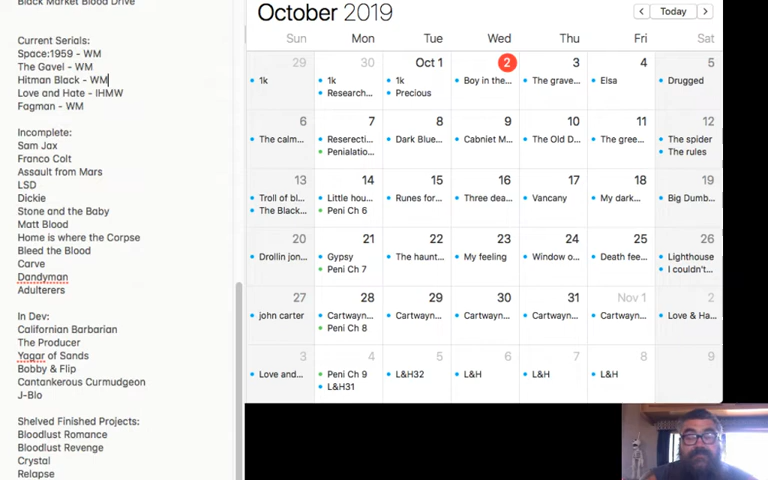 Black Market Blood Drive
Current Serials:
Space:1959 - WM
The Gavel - WM
Hitman Black - WM
Love and Hate - IHMW
Fagman - WM
Incomplete:
Sam Jax
Franco Colt
Assault from Mars
LSD
Dickie
Stone and the Baby
Matt Blood
Home is where the Corpse
Bleed the Blood
Carve
Dandyman
Adulterers
In Dev:
Californian Barbarian
The Producer
Yagar of Sands
Bobby & Flip
Cantankerous Curmudgeon
J-Blo
Shelved Finished Projects:
Bloodlust Romance
Bloodlust Revenge
Crystal
Relapse
October 2019
Today
Sun Mon Tue Wed Thu Fri Sat
29 30 Oct 1 2 3 4 5
1k 1k 1k Boy in the... The grave... Elsa Drugged
Research... Precious
6 7 8 9 10 11 12
The calm... Reserecti... Dark Blue... Cabniet M... The Old D... The gree... The spider
Penialatio... The rules
13 14 15 16 17 18 19
Troll of bl... Little hou... Runes for... Three dea... Vancany My dark... Big Dumb...
The Black... Peni Ch 6
20 21 22 23 24 25 26
Drollin jon... Gypsy The haunt... My feeling Window o... Death fee... Lighthouse
Peni Ch 7 I couldn't...
27 28 29 30 31 Nov 1 2
john carter Cartwayn... Cartwayn... Cartwayn... Cartwayn... Cartwayn... Love & Ha...
Peni Ch 8
3 4 5 6 7 8 9
Love and... Peni Ch 9 L&H32 L&H L&H L&H
L&H31